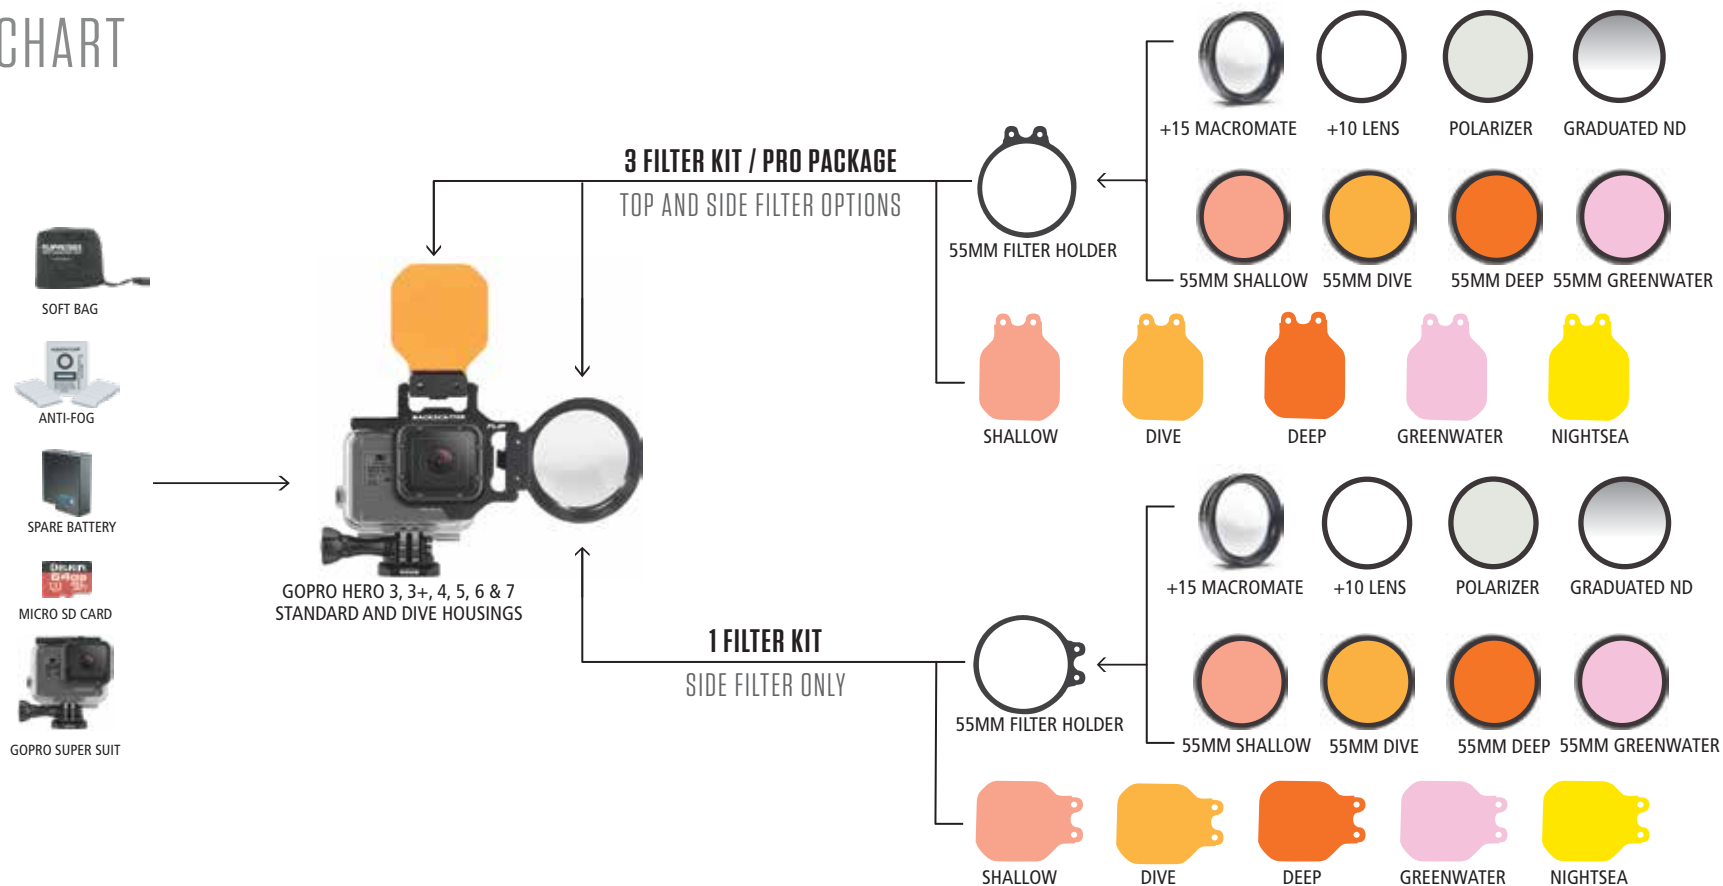 CHART
+15 MACROMATE
+10 LENS
POLARIZER
GRADUATED ND
3 FILTER KIT / PRO PACKAGE
TOP AND SIDE FILTER OPTIONS
55MM FILTER HOLDER
55MM SHALLOW
55MM DIVE
55MM DEEP
55MM GREENWATER
SHALLOW
DIVE
DEEP
GREENWATER
NIGHTSEA
SOFT BAG
ANTI-FOG
SPARE BATTERY
64GB
MICRO SD CARD
GOPRO SUPER SUIT
BACKSCATTER
GOPRO HERO 3, 3+, 4, 5, 6 & 7
STANDARD AND DIVE HOUSINGS
1 FILTER KIT
SIDE FILTER ONLY
+15 MACROMATE
+10 LENS
POLARIZER
GRADUATED ND
55MM FILTER HOLDER
55MM SHALLOW
55MM DIVE
55MM DEEP
55MM GREENWATER
SHALLOW
DIVE
DEEP
GREENWATER
NIGHTSEA